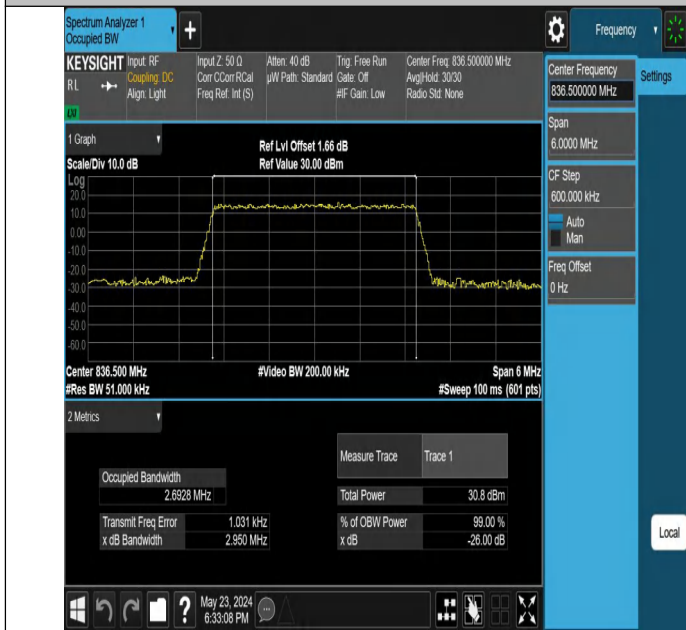 Spectrum Analyzer 1
Occupied BW
+
Frequency
KEYSIGHT
RL
LXI
Input: RF
Coupling: DC
Align: Light
Input Z: 50 Ω
Corr CCorr RCal
Freq Ref: Int (S)
Atten: 40 dB
µW Path: Standard
Trig: Free Run
Gate: Off
#IF Gain: Low
Center Freq: 836.500000 MHz
Avg|Hold: 30/30
Radio Std: None
Center Frequency
836.500000 MHz
Settings
Span
6.0000 MHz
CF Step
600.000 kHz
Auto
Man
Freq Offset
0 Hz
1 Graph
Scale/Div 10.0 dB
Ref Lvl Offset 1.66 dB
Ref Value 30.00 dBm
Log
20.0
10.0
0.00
-10.0
-20.0
-30.0
-40.0
-50.0
-60.0
Center 836.500 MHz
#Res BW 51.000 kHz
#Video BW 200.00 kHz
Span 6 MHz
#Sweep 100 ms (601 pts)
2 Metrics
Measure Trace
Trace 1
Occupied Bandwidth
2.6928 MHz
Total Power
30.8 dBm
Transmit Freq Error
1.031 kHz
% of OBW Power
99.00 %
x dB Bandwidth
2.950 MHz
x dB
-26.00 dB
Local
?
May 23, 2024
6:33:08 PM